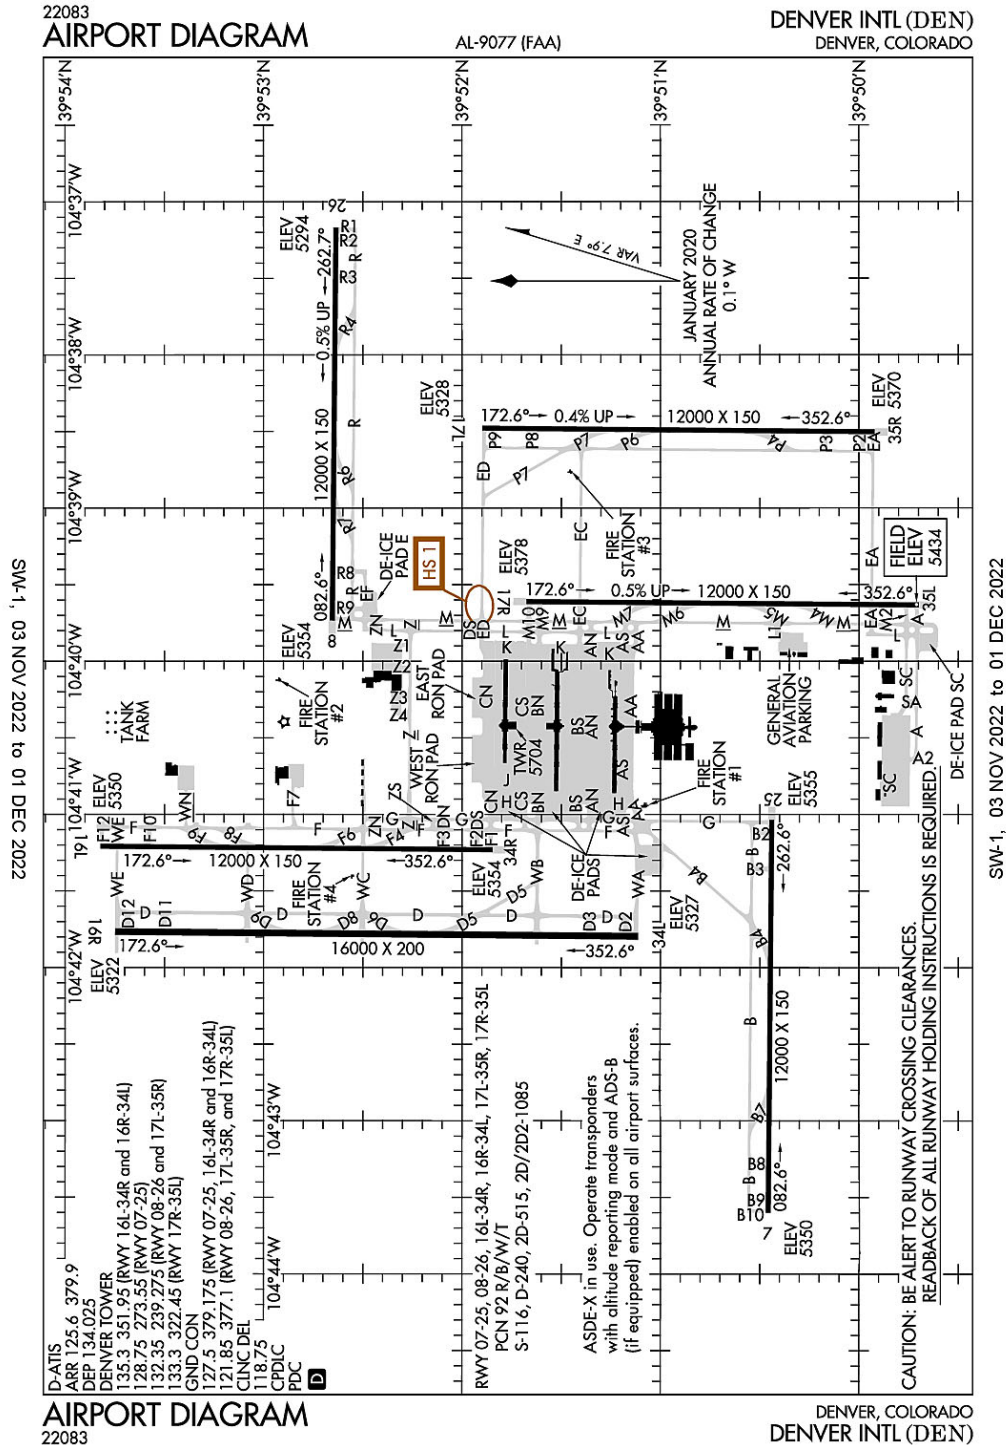 22083
AIRPORT DIAGRAM
AL-9077 (FAA)
DENVER INTL (DEN)
DENVER, COLORADO
39°54'N
39°53'N
39°52'N
39°51'N
39°50'N
104°37'W
104°38'W
104°39'W
104°40'W
104°41'W
104°42'W
104°43'W
104°44'W
VAR 7.9° E
JANUARY 2020
ANNUAL RATE OF CHANGE
0.1° W
ELEV
5294
26
R1
R2
R
R3
R4
R
R6
R7
R8
R9
8
0.5% UP
262.7°
12000 X 150
082.6°
ELEV
5354
EF
DE-ICE
PAD E
HS 1
ELEV
5328
17L
172.6°
0.4% UP
12000 X 150
352.6°
ELEV
5370
35R
P9
P8
P7
P6
P4
P3
P2
EA
ED
P7
EC
FIRE
STATION
#3
EA
ELEV
5378
17R
172.6°
0.5% UP
12000 X 150
352.6°
FIELD
ELEV
5434
35L
M
ZN
L
Z
M
DS
ED
L
M10
M9
M
EC
M7
M6
M
M5
M4
EA
M2
A
L
L1
Z1
Z2
Z3
Z4
Z
EAST
RON PAD
K
K
K
AN
AS
AA
CN
CS
BN
BS
AN
AA
AS
TWR
5704
J
H
H
WEST
RON PAD
CN
CS
BN
BS
AN
AS
AA
FIRE
STATION
#1
GENERAL
AVIATION
PARKING
SC
SA
A
A2
SC
DE-ICE PAD SC
TANK
FARM
FIRE
STATION
#2
ELEV
5350
16L
F12
WE
F
F10
WN
F9
F8
F7
F
F6
ZN
ZS
G
F4
Z
F
F3
DN
G
F2
DS
F1
F
34R
G
F
G
172.6°
12000 X 150
352.6°
ELEV
5354
DE-ICE
PADS
WB
WA
WE
WD
FIRE
STATION
#4
WC
16R
ELEV
5322
D12
D
D11
D9
D
D8
D6
D
D5
D5
D
D3
D2
34L
ELEV
5327
172.6°
16000 X 200
352.6°
ELEV
5355
25
B2
B3
B4
B4
B
B7
B8
B
B9
B10
7
262.6°
12000 X 150
082.6°
ELEV
5350
D-ATIS
ARR 125.6 379.9
DEP 134.025
DENVER TOWER
135.3 351.95 (RWY 16L-34R and 16R-34L)
128.75 273.55 (RWY 07-25)
132.35 239.275 (RWY 08-26 and 17L-35R)
133.3 322.45 (RWY 17R-35L)
GND CON
127.5 379.175 (RWY 07-25, 16L-34R and 16R-34L)
121.85 377.1 (RWY 08-26, 17L-35R, and 17R-35L)
CLNC DEL
118.75
CPDLC
PDC
D
RWY 07-25, 08-26, 16L-34R, 16R-34L, 17L-35R, 17R-35L
PCN 92 R/B/W/T
S-116, D-240, 2D-515, 2D/2D2-1085
ASDE-X in use. Operate transponders
with altitude reporting mode and ADS-B
(if equipped) enabled on all airport surfaces.
CAUTION: BE ALERT TO RUNWAY CROSSING CLEARANCES.
READBACK OF ALL RUNWAY HOLDING INSTRUCTIONS IS REQUIRED.
SW-1, 03 NOV 2022 to 01 DEC 2022
SW-1, 03 NOV 2022 to 01 DEC 2022
AIRPORT DIAGRAM
22083
DENVER, COLORADO
DENVER INTL (DEN)